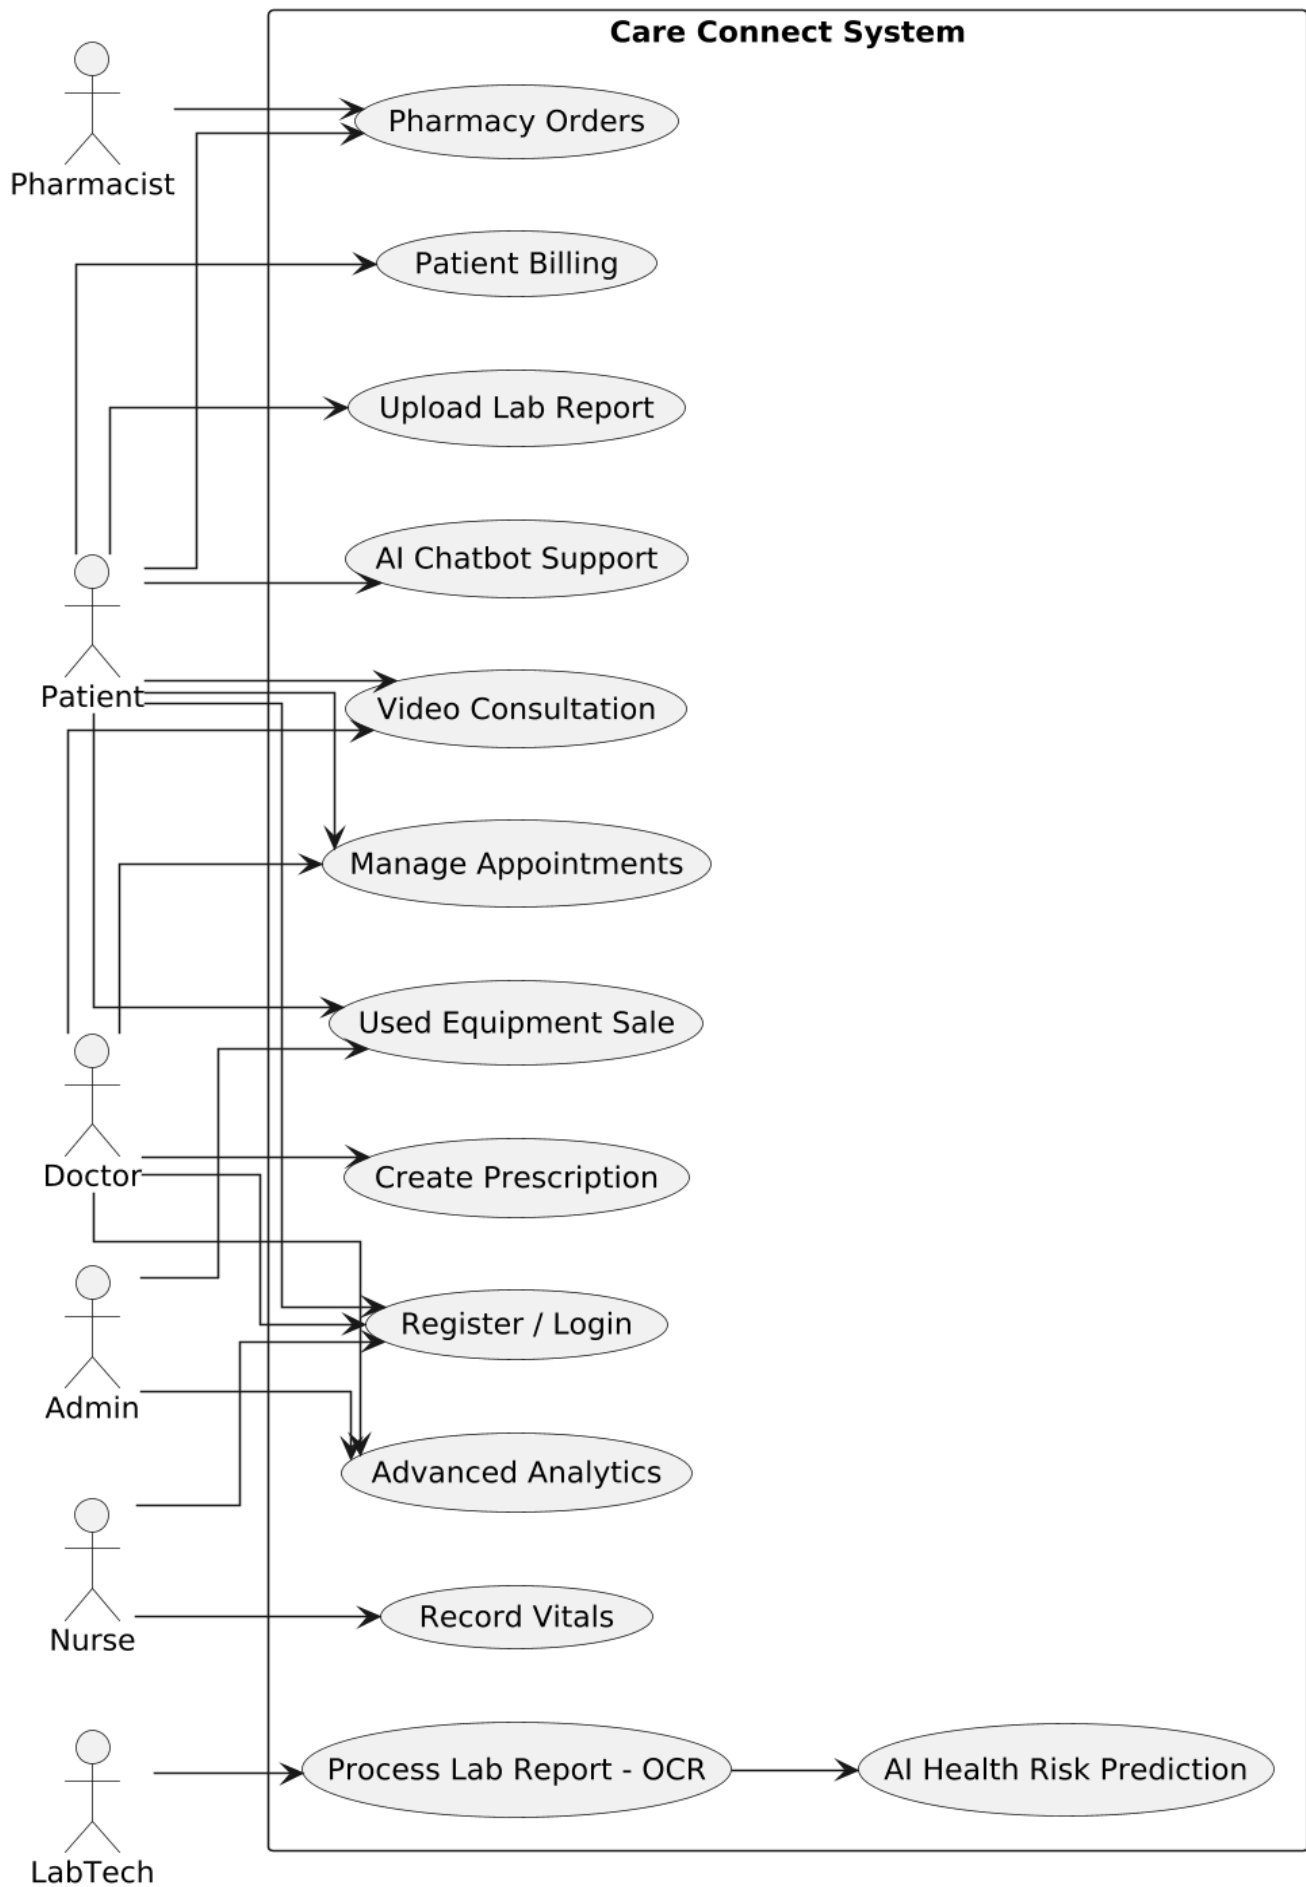 Care Connect System
Pharmacy Orders
Pharmacist
Patient Billing
Upload Lab Report
AI Chatbot Support
Patient
Video Consultation
Manage Appointments
Used Equipment Sale
Doctor
Create Prescription
Register / Login
Admin
Advanced Analytics
Record Vitals
Nurse
Process Lab Report - OCR
AI Health Risk Prediction
LabTech